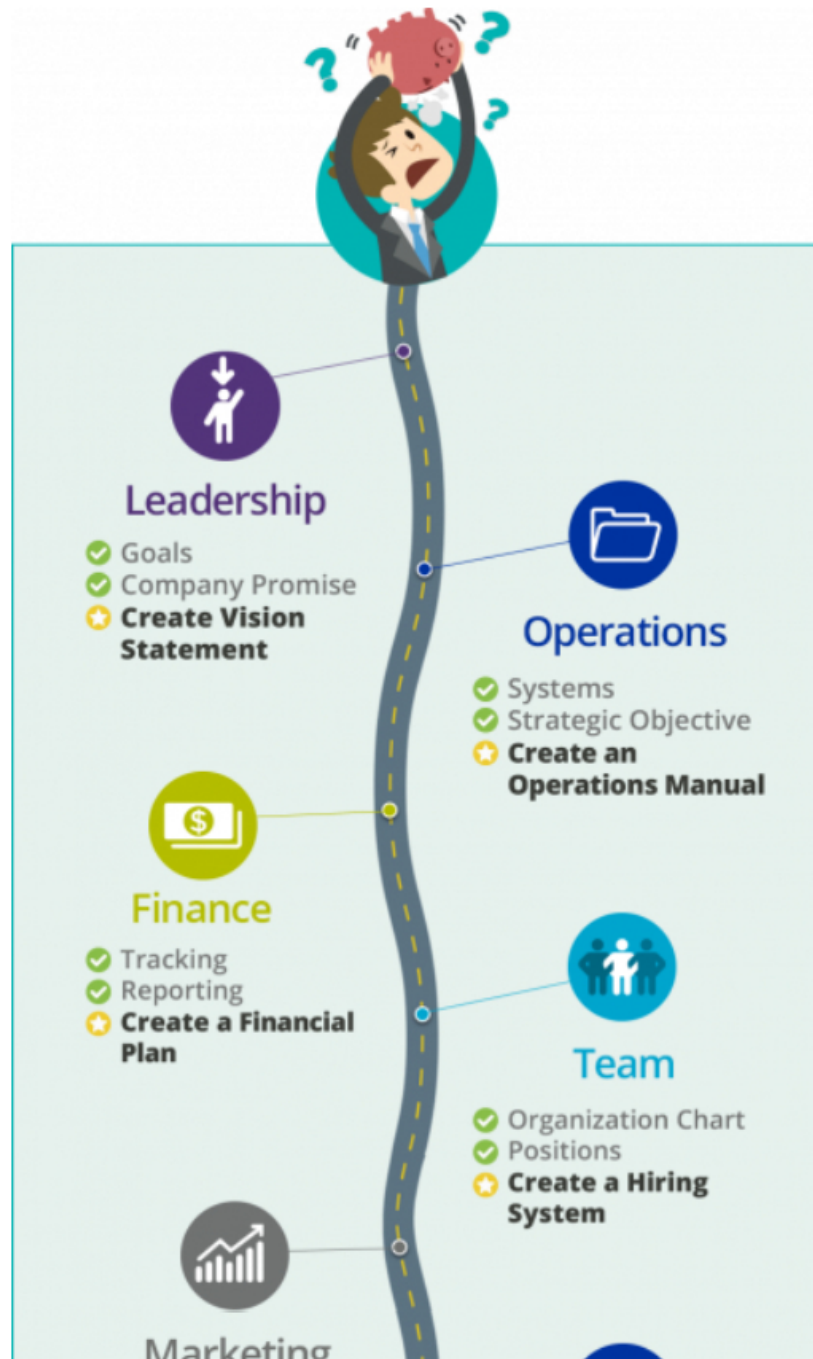 ?
?
?
Leadership
Goals
Company Promise
Create Vision
Statement
Operations
Systems
Strategic Objective
Create an
Operations Manual
$
Finance
Tracking
Reporting
Create a Financial
Plan
Team
Organization Chart
Positions
Create a Hiring
System
Marketing